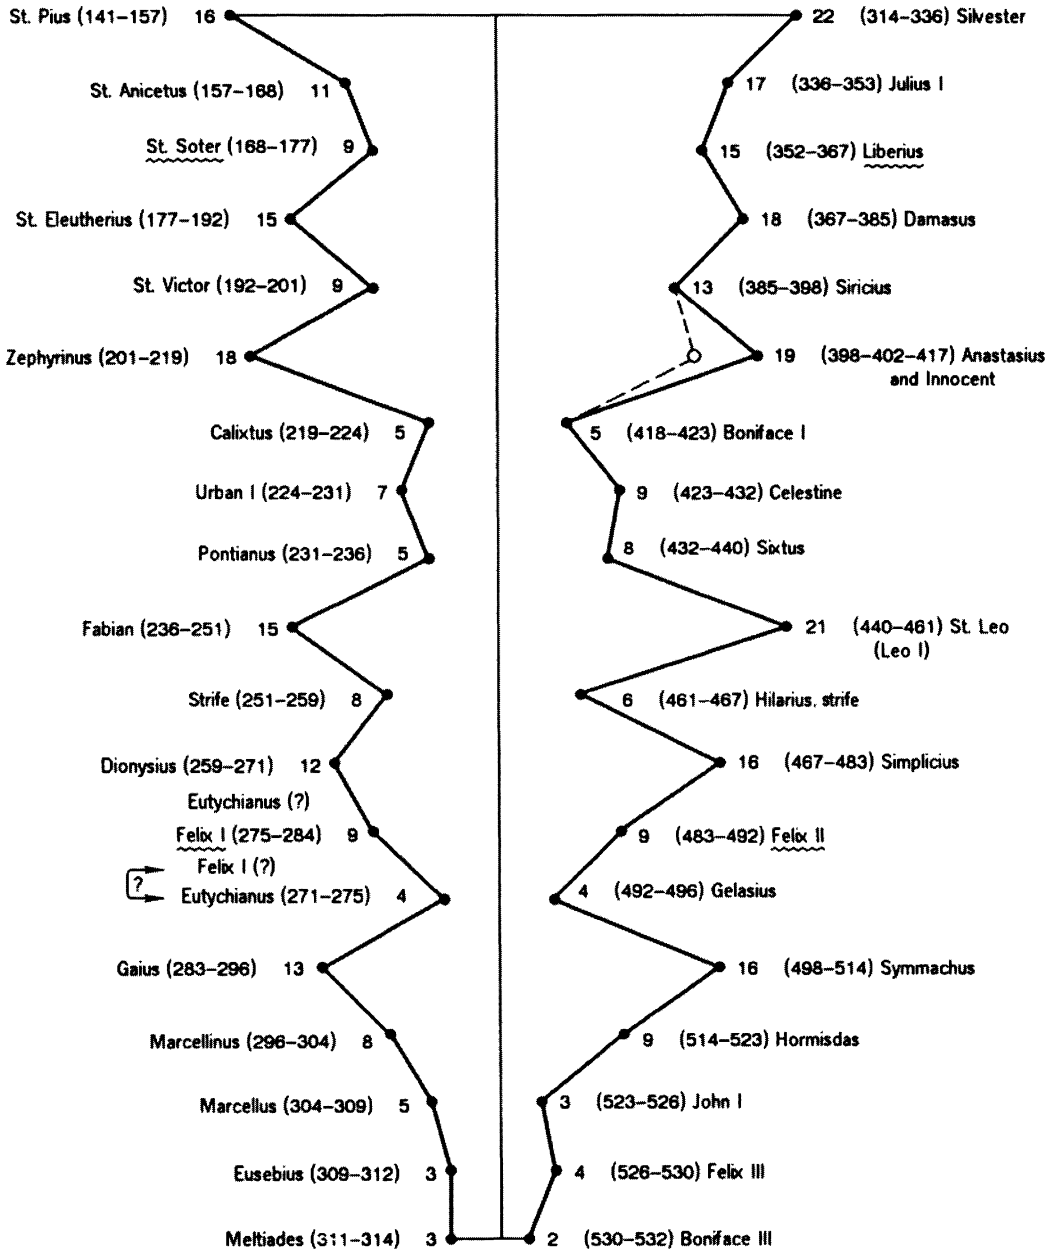 St. Pius (141–157) 16
22 (314–336) Silvester
St. Anicetus (157–168) 11
17 (336–353) Julius I
St. Soter (168–177) 9
15 (352–367) Liberius
St. Eleutherius (177–192) 15
18 (367–385) Damasus
St. Victor (192–201) 9
13 (385–398) Siricius
Zephyrinus (201–219) 18
19 (398–402–417) Anastasius
and Innocent
Calixtus (219–224) 5
5 (418–423) Boniface I
Urban I (224–231) 7
9 (423–432) Celestine
Pontianus (231–236) 5
8 (432–440) Sixtus
Fabian (236–251) 15
21 (440–461) St. Leo
(Leo I)
Strife (251–259) 8
6 (461–467) Hilarius, strife
Dionysius (259–271) 12
16 (467–483) Simplicius
Eutychianus (?)
Felix I (275–284) 9
9 (483–492) Felix II
Felix I (?)
?
Eutychianus (271–275) 4
4 (492–496) Gelasius
Gaius (283–296) 13
16 (498–514) Symmachus
Marcellinus (296–304) 8
9 (514–523) Hormisdas
Marcellus (304–309) 5
3 (523–526) John I
Eusebius (309–312) 3
4 (526–530) Felix III
Meltiades (311–314) 3
2 (530–532) Boniface III